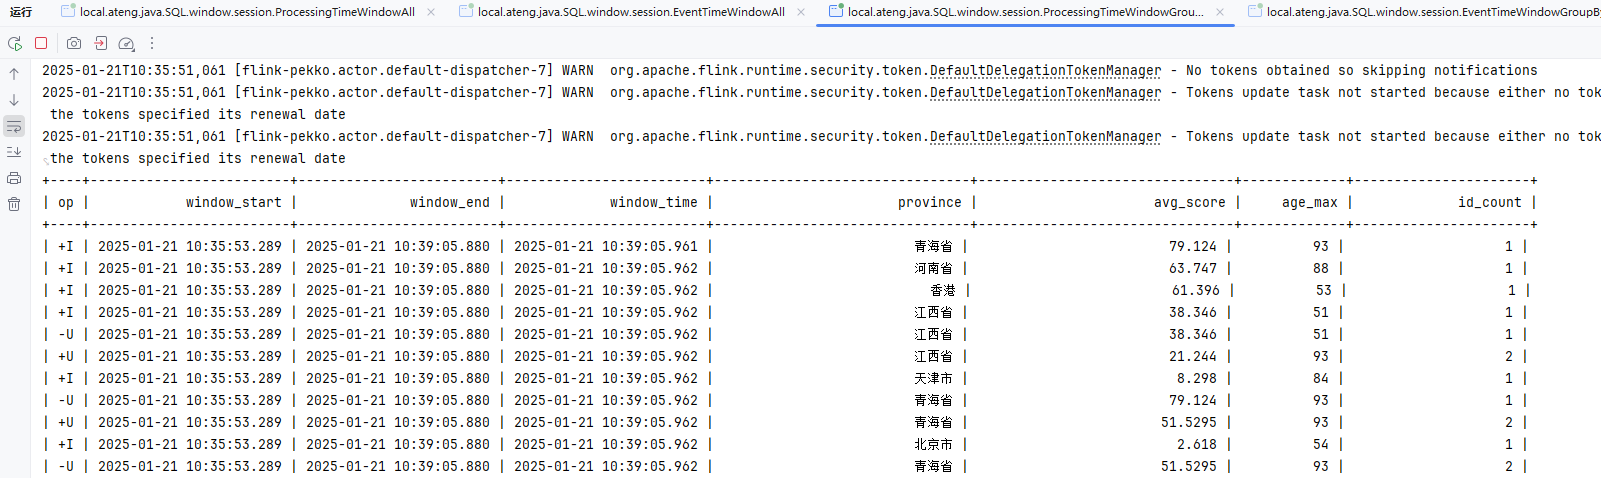 运行 local.ateng.java.SQL.window.session.ProcessingTimeWindowAll local.ateng.java.SQL.window.session.EventTimeWindowAll local.ateng.java.SQL.window.session.ProcessingTimeWindowGrou... local.ateng.java.SQL.window.session.EventTimeWindowGroupBy
2025-01-21T10:35:51,061 [flink-pekko.actor.default-dispatcher-7] WARN  org.apache.flink.runtime.security.token.DefaultDelegationTokenManager - No tokens obtained so skipping notifications
2025-01-21T10:35:51,061 [flink-pekko.actor.default-dispatcher-7] WARN  org.apache.flink.runtime.security.token.DefaultDelegationTokenManager - Tokens update task not started because either no tok
the tokens specified its renewal date
2025-01-21T10:35:51,061 [flink-pekko.actor.default-dispatcher-7] WARN  org.apache.flink.runtime.security.token.DefaultDelegationTokenManager - Tokens update task not started because either no tok
the tokens specified its renewal date
+----+-------------------------+-------------------------+-------------------------+--------------------------------+--------------------------------+-------------+----------------------+
| op | window_start | window_end | window_time | province | avg_score | age_max | id_count |
+----+-------------------------+-------------------------+-------------------------+--------------------------------+--------------------------------+-------------+----------------------+
| +I | 2025-01-21 10:35:53.289 | 2025-01-21 10:39:05.880 | 2025-01-21 10:39:05.961 | 青海省 | 79.124 | 93 | 1 |
| +I | 2025-01-21 10:35:53.289 | 2025-01-21 10:39:05.880 | 2025-01-21 10:39:05.962 | 河南省 | 63.747 | 88 | 1 |
| +I | 2025-01-21 10:35:53.289 | 2025-01-21 10:39:05.880 | 2025-01-21 10:39:05.962 | 香港 | 61.396 | 53 | 1 |
| +I | 2025-01-21 10:35:53.289 | 2025-01-21 10:39:05.880 | 2025-01-21 10:39:05.962 | 江西省 | 38.346 | 51 | 1 |
| -U | 2025-01-21 10:35:53.289 | 2025-01-21 10:39:05.880 | 2025-01-21 10:39:05.962 | 江西省 | 38.346 | 51 | 1 |
| +U | 2025-01-21 10:35:53.289 | 2025-01-21 10:39:05.880 | 2025-01-21 10:39:05.962 | 江西省 | 21.244 | 93 | 2 |
| +I | 2025-01-21 10:35:53.289 | 2025-01-21 10:39:05.880 | 2025-01-21 10:39:05.962 | 天津市 | 8.298 | 84 | 1 |
| -U | 2025-01-21 10:35:53.289 | 2025-01-21 10:39:05.880 | 2025-01-21 10:39:05.962 | 青海省 | 79.124 | 93 | 1 |
| +U | 2025-01-21 10:35:53.289 | 2025-01-21 10:39:05.880 | 2025-01-21 10:39:05.962 | 青海省 | 51.5295 | 93 | 2 |
| +I | 2025-01-21 10:35:53.289 | 2025-01-21 10:39:05.880 | 2025-01-21 10:39:05.962 | 北京市 | 2.618 | 54 | 1 |
| -U | 2025-01-21 10:35:53.289 | 2025-01-21 10:39:05.880 | 2025-01-21 10:39:05.962 | 青海省 | 51.5295 | 93 | 2 |